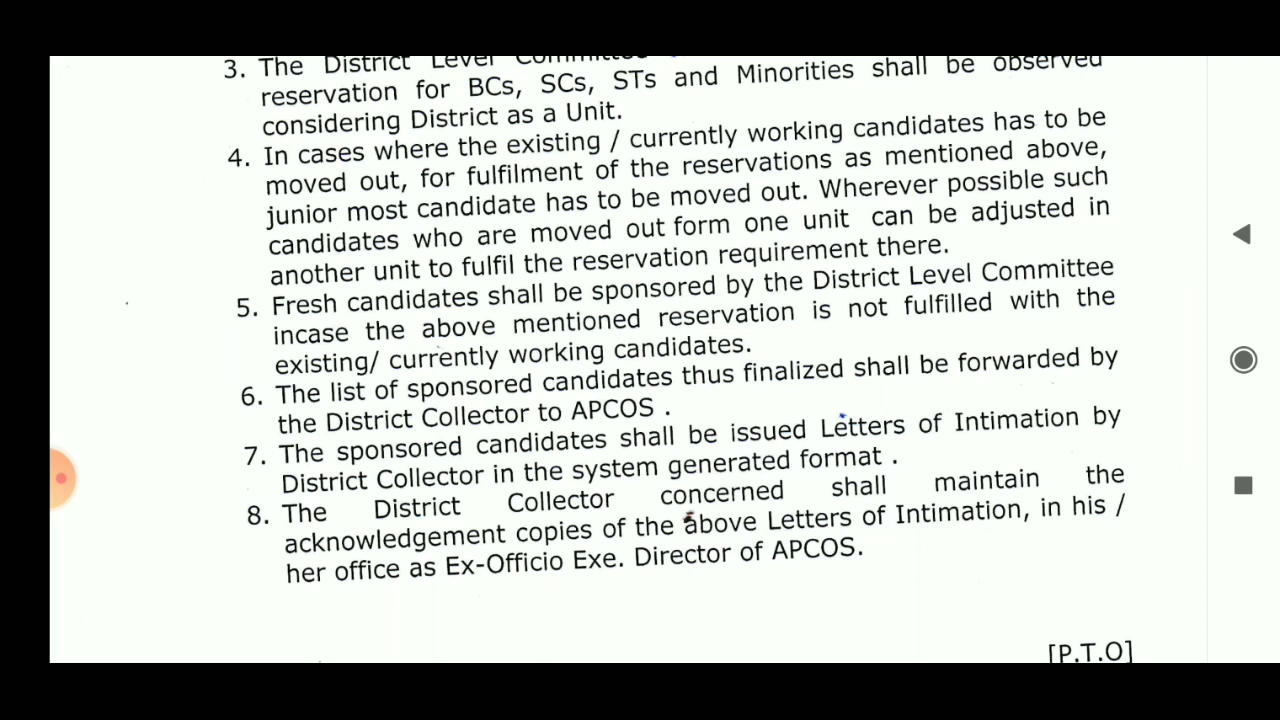 3. The District Level Committee
reservation for BCs, SCs, STs and Minorities shall be observed
considering District as a Unit.
4. In cases where the existing / currently working candidates has to be
moved out, for fulfilment of the reservations as mentioned above,
junior most candidate has to be moved out. Wherever possible such
candidates who are moved out form one unit can be adjusted in
another unit to fulfil the reservation requirement there.
5. Fresh candidates shall be sponsored by the District Level Committee
incase the above mentioned reservation is not fulfilled with the
existing/ currently working candidates.
6. The list of sponsored candidates thus finalized shall be forwarded by
the District Collector to APCOS .
7. The sponsored candidates shall be issued Letters of Intimation by
District Collector in the system generated format .
8. The District Collector concerned shall maintain the
acknowledgement copies of the above Letters of Intimation, in his /
her office as Ex-Officio Exe. Director of APCOS.
[P.T.O]